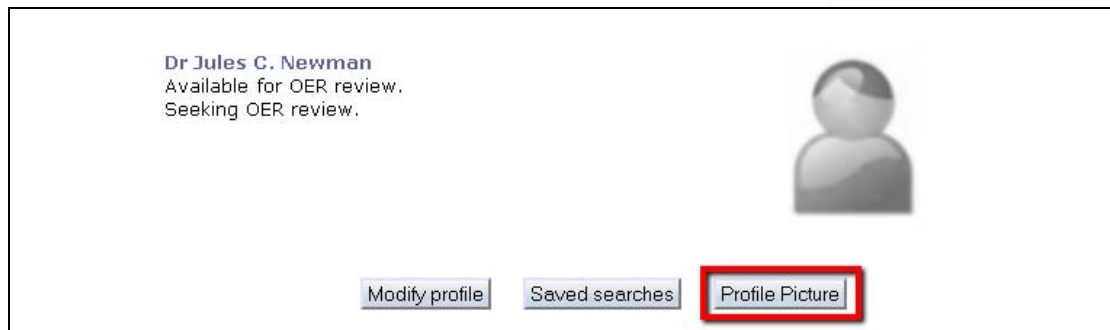 Dr Jules C. Newman
Available for OER review.
Seeking OER review.
Modify profile Saved searches Profile Picture